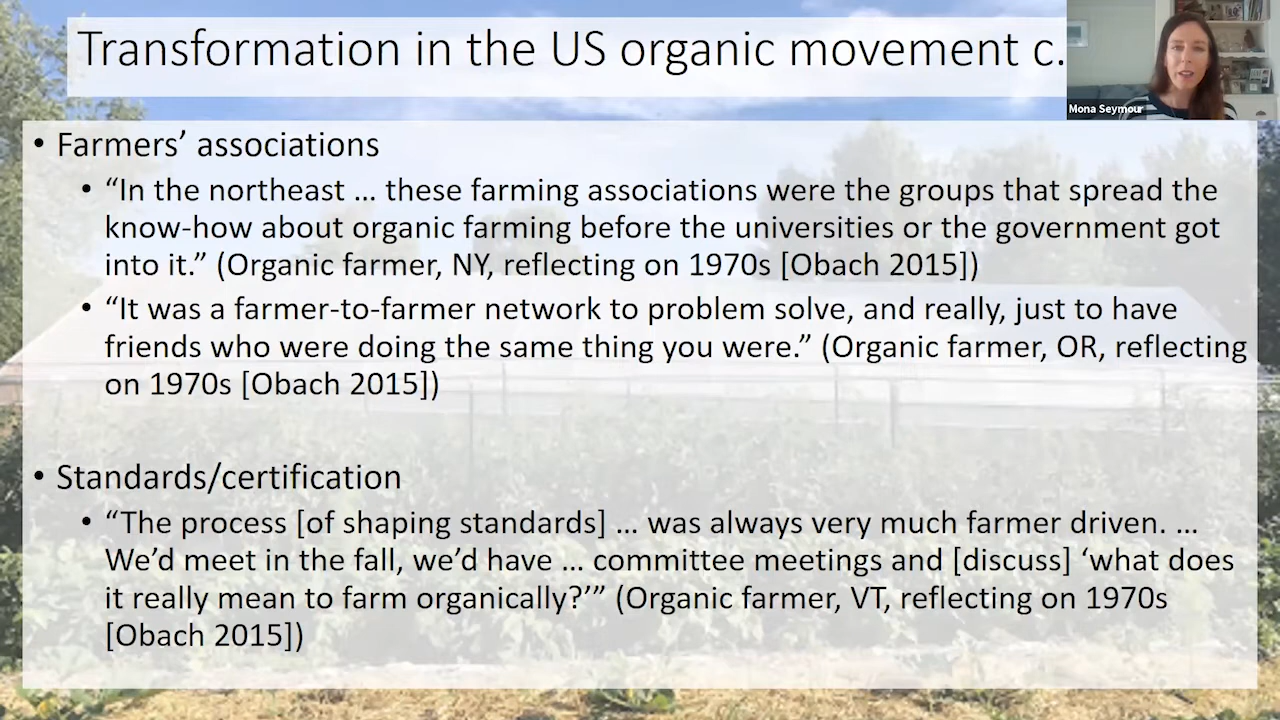 Transformation in the US organic movement c.
Mona Seymour
• Farmers’ associations
• “In the northeast … these farming associations were the groups that spread the
know-how about organic farming before the universities or the government got
into it.” (Organic farmer, NY, reflecting on 1970s [Obach 2015])
• “It was a farmer-to-farmer network to problem solve, and really, just to have
friends who were doing the same thing you were.” (Organic farmer, OR, reflecting
on 1970s [Obach 2015])
• Standards/certification
• “The process [of shaping standards] … was always very much farmer driven. …
We’d meet in the fall, we’d have … committee meetings and [discuss] ‘what does
it really mean to farm organically?’” (Organic farmer, VT, reflecting on 1970s
[Obach 2015])